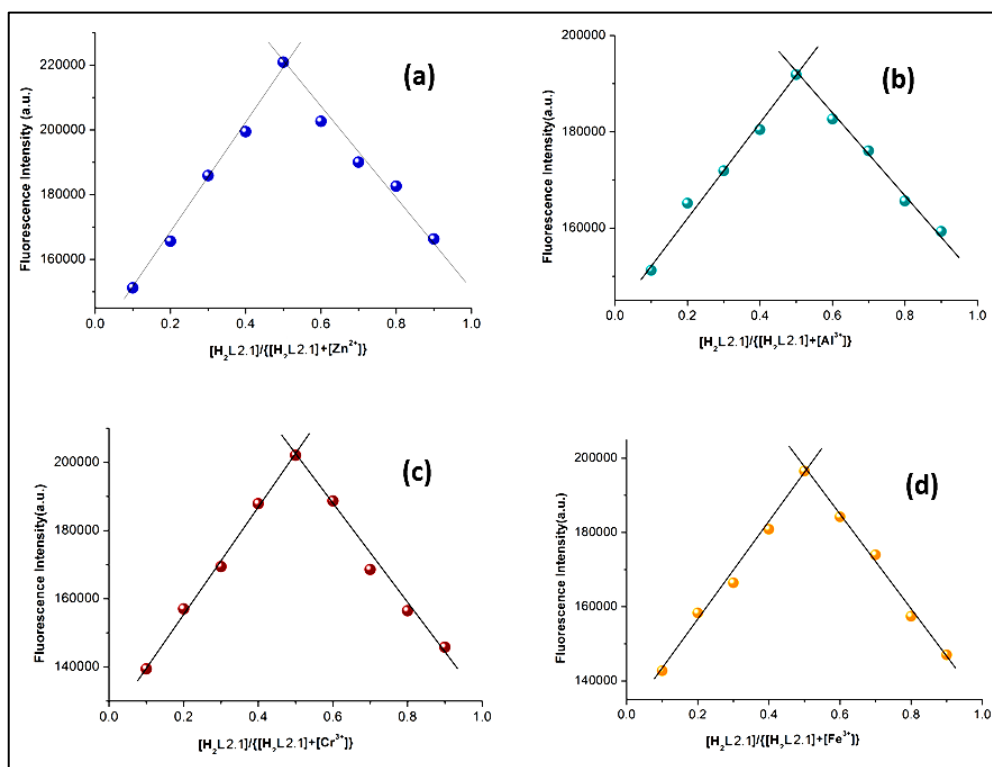 (a)
Fluorescence Intensity (a.u.)
220000
200000
180000
160000
0.0 0.2 0.4 0.6 0.8 1.0
[H₂L2.1]/{[H₂L2.1]+[Zn²⁺]}
(b)
Fluorescence Intensity(a.u.)
200000
180000
160000
0.0 0.2 0.4 0.6 0.8 1.0
[H₂L2.1]/{[H₂L2.1]+[Al³⁺]}
(c)
Fluorescence Intensity(a.u.)
200000
180000
160000
140000
0.0 0.2 0.4 0.6 0.8 1.0
[H₂L2.1]/{[H₂L2.1]+[Cr³⁺]}
(d)
Fluorescence Intensity(a.u.)
200000
180000
160000
140000
0.0 0.2 0.4 0.6 0.8 1.0
[H₂L2.1]/{[H₂L2.1]+[Fe³⁺]}